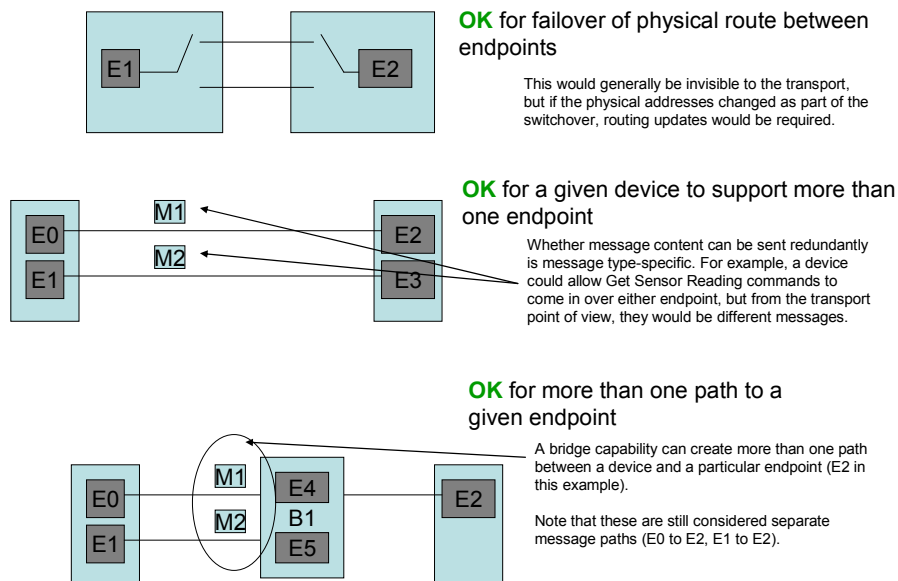 OK for failover of physical route between
endpoints
E1
E2
This would generally be invisible to the transport,
but if the physical addresses changed as part of the
switchover, routing updates would be required.
OK for a given device to support more than
one endpoint
M1
E0
E2
M2
E1
E3
Whether message content can be sent redundantly
is message type-specific. For example, a device
could allow Get Sensor Reading commands to
come in over either endpoint, but from the transport
point of view, they would be different messages.
OK for more than one path to a
given endpoint
A bridge capability can create more than one path
between a device and a particular endpoint (E2 in
this example).
Note that these are still considered separate
message paths (E0 to E2, E1 to E2).
M1
E0
E4
E2
M2
B1
E1
E5